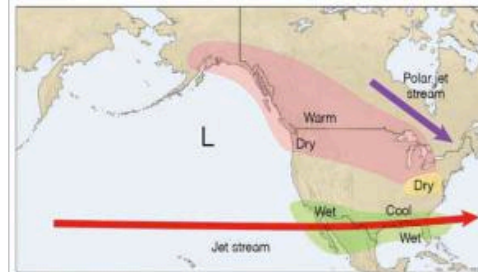 Polar jet
stream
Warm
L
Dry
Dry
Wet
Cool
Wet
Jet stream